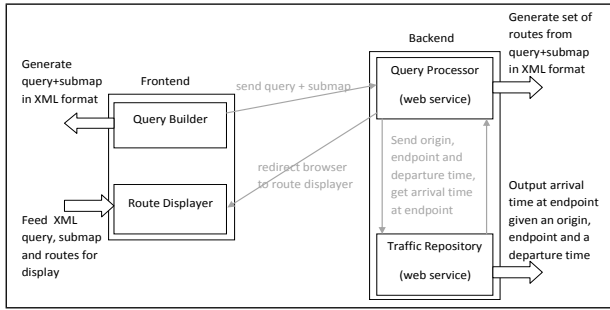 Generate
query+submap
in XML format
Frontend
Query Builder
Route Displayer
Feed XML
query, submap
and routes for
display
send query + submap
redirect browser
to route displayer
Backend
Query Processor
(web service)
Send origin,
endpoint and
departure time,
get arrival time
at endpoint
Traffic Repository
(web service)
Generate set of
routes from
query+submap
in XML format
Output arrival
time at endpoint
given an origin,
endpoint and a
departure time